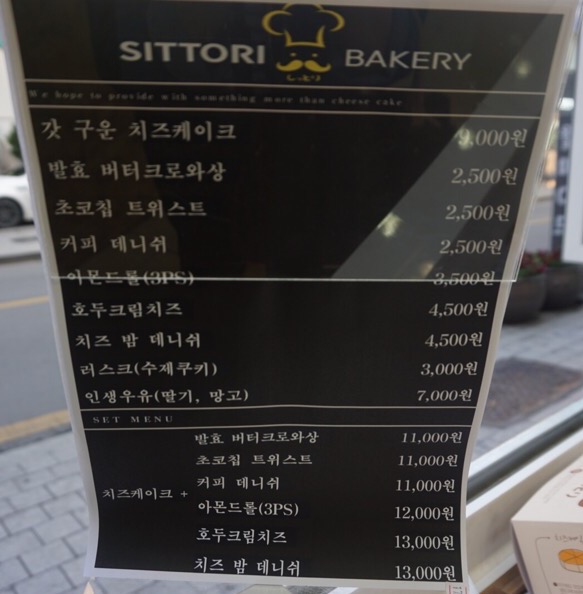 SITTORI BAKERY
しっとり
We hope to provide with something more than cheese cake
갓 구운 치즈케이크 9,000원
발효 버터크로와상 2,500원
초코칩 트위스트 2,500원
커피 데니쉬 2,500원
아몬드롤(3PS) 3,500원
호두크림치즈 4,500원
치즈 밤 데니쉬 4,500원
러스크(수제쿠키) 3,000원
인생우유(딸기, 망고) 7,000원
SET MENU
발효 버터크로와상 11,000원
초코칩 트위스트 11,000원
커피 데니쉬 11,000원
치즈케이크 +
아몬드롤(3PS) 12,000원
호두크림치즈 13,000원
치즈 밤 데니쉬 13,000원